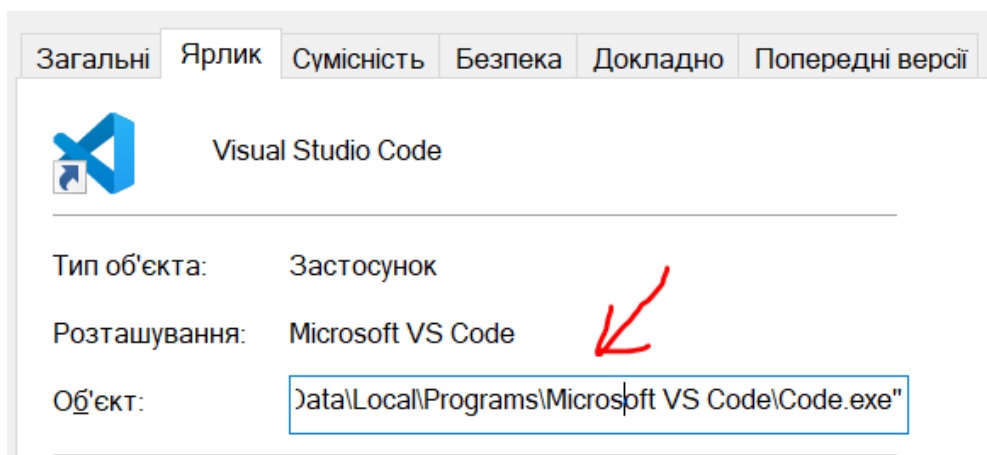 Загальні Ярлик Сумісність Безпека Докладно Попередні версії
Visual Studio Code
Тип об'єкта: Застосунок
Розташування: Microsoft VS Code
Об'єкт: Data\Local\Programs\Microsoft VS Code\Code.exe"